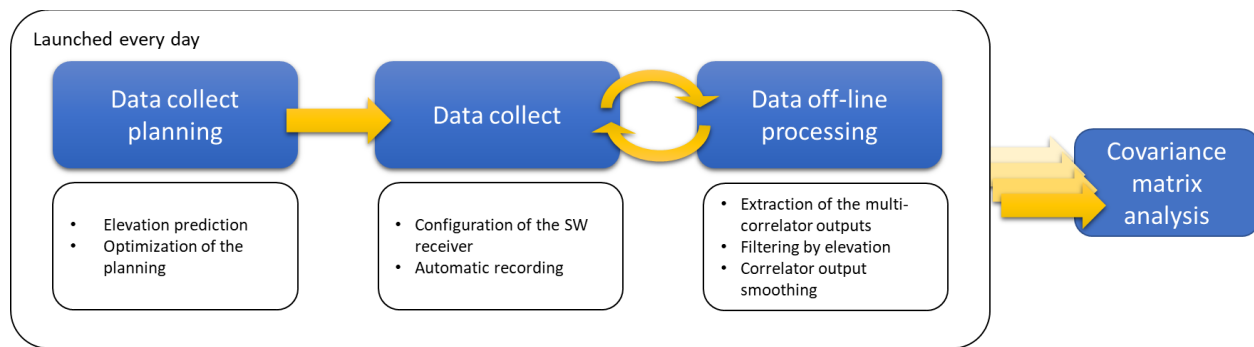 Launched every day
Data collect
planning
Data collect
Data off-line
processing
Covariance
matrix
analysis
• Elevation prediction
• Optimization of the
planning
• Configuration of the SW
receiver
• Automatic recording
• Extraction of the multi-
correlator outputs
• Filtering by elevation
• Correlator output
smoothing